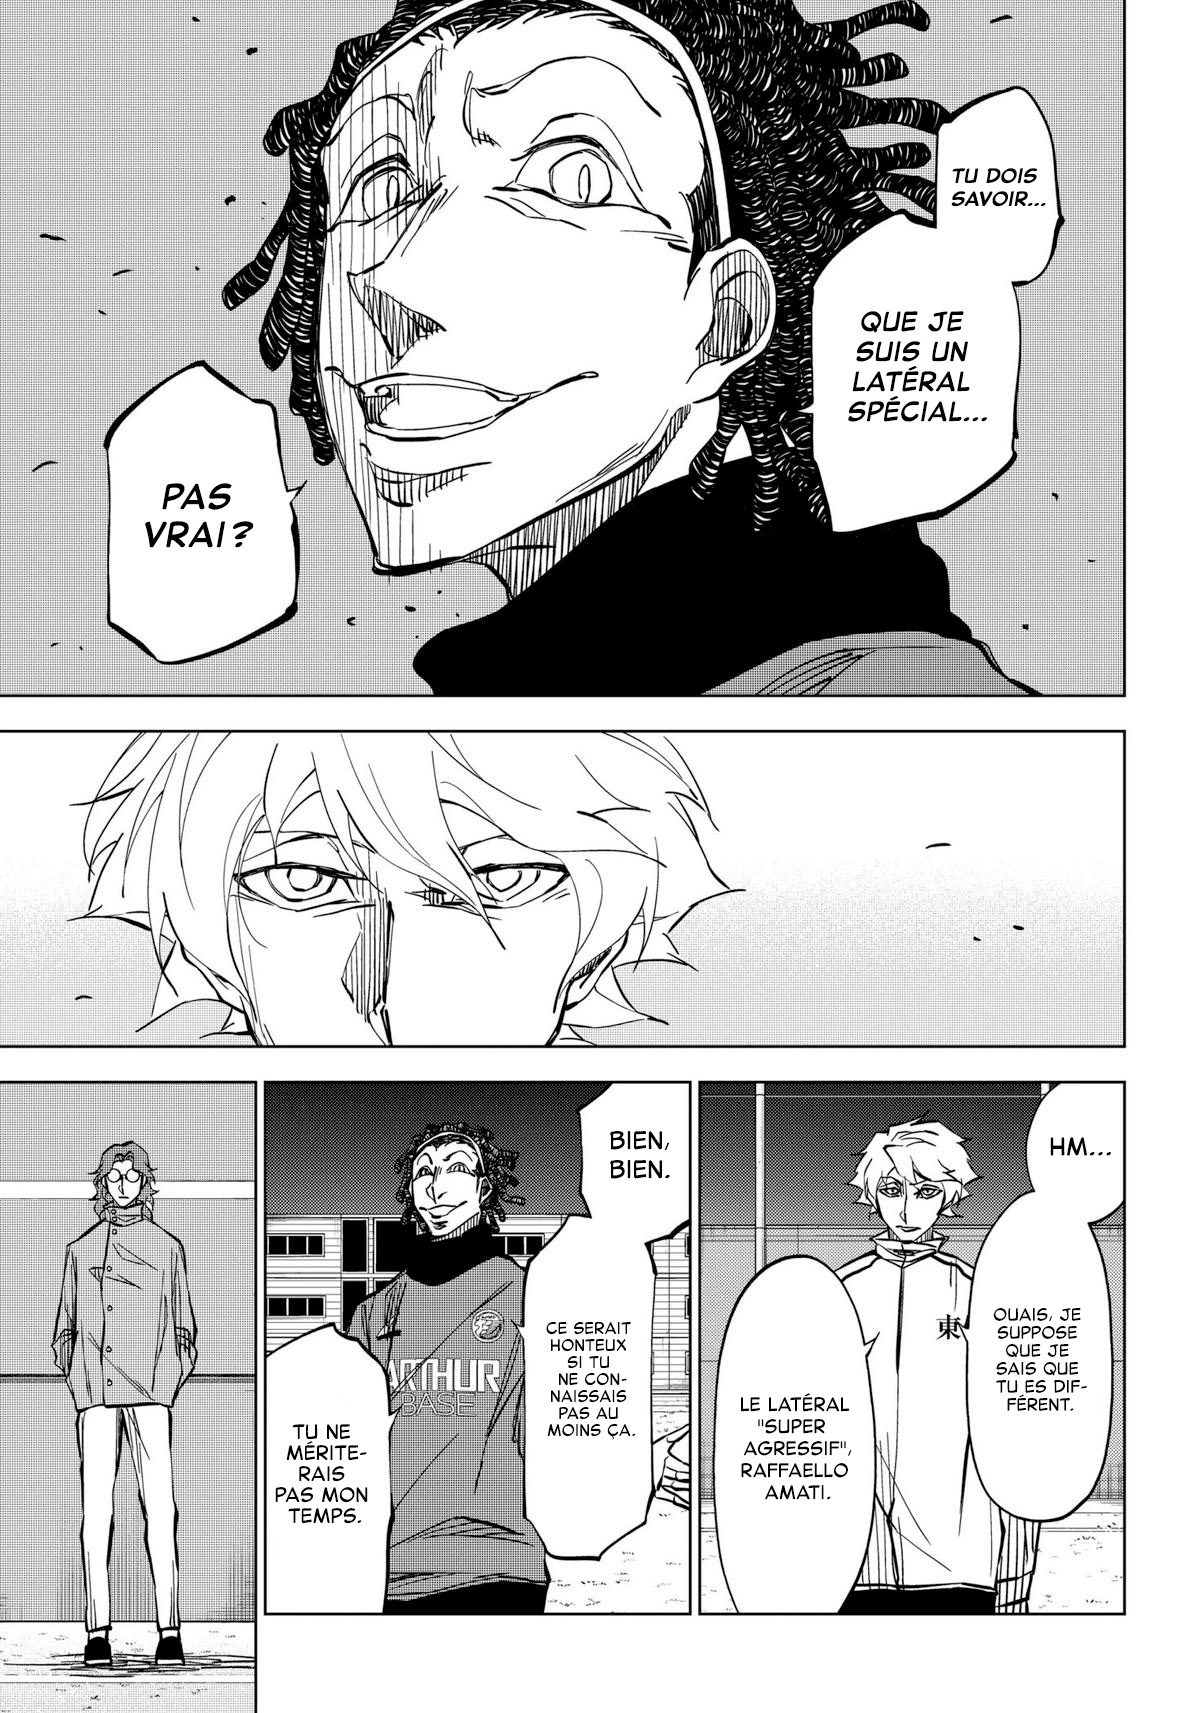 TU DOIS
SAVOIR...
QUE JE
SUIS UN
LATÉRAL
SPÉCIAL...
PAS
VRAI?
HM...
OUAIS, JE
SUPPOSE
QUE JE
SAIS QUE
TU ES DIF-
FÉRENT.
東
LE LATÉRAL
"SUPER
AGRESSIF",
RAFFAELLO
AMATI.
BIEN,
BIEN.
CE SERAIT
HONTEUX
SI TU
NE CON-
NAISSAIS
PAS AU
MOINS ÇA.
ARTHUR
BASE
TU NE
MÉRITE-
RAIS
PAS MON
TEMPS.